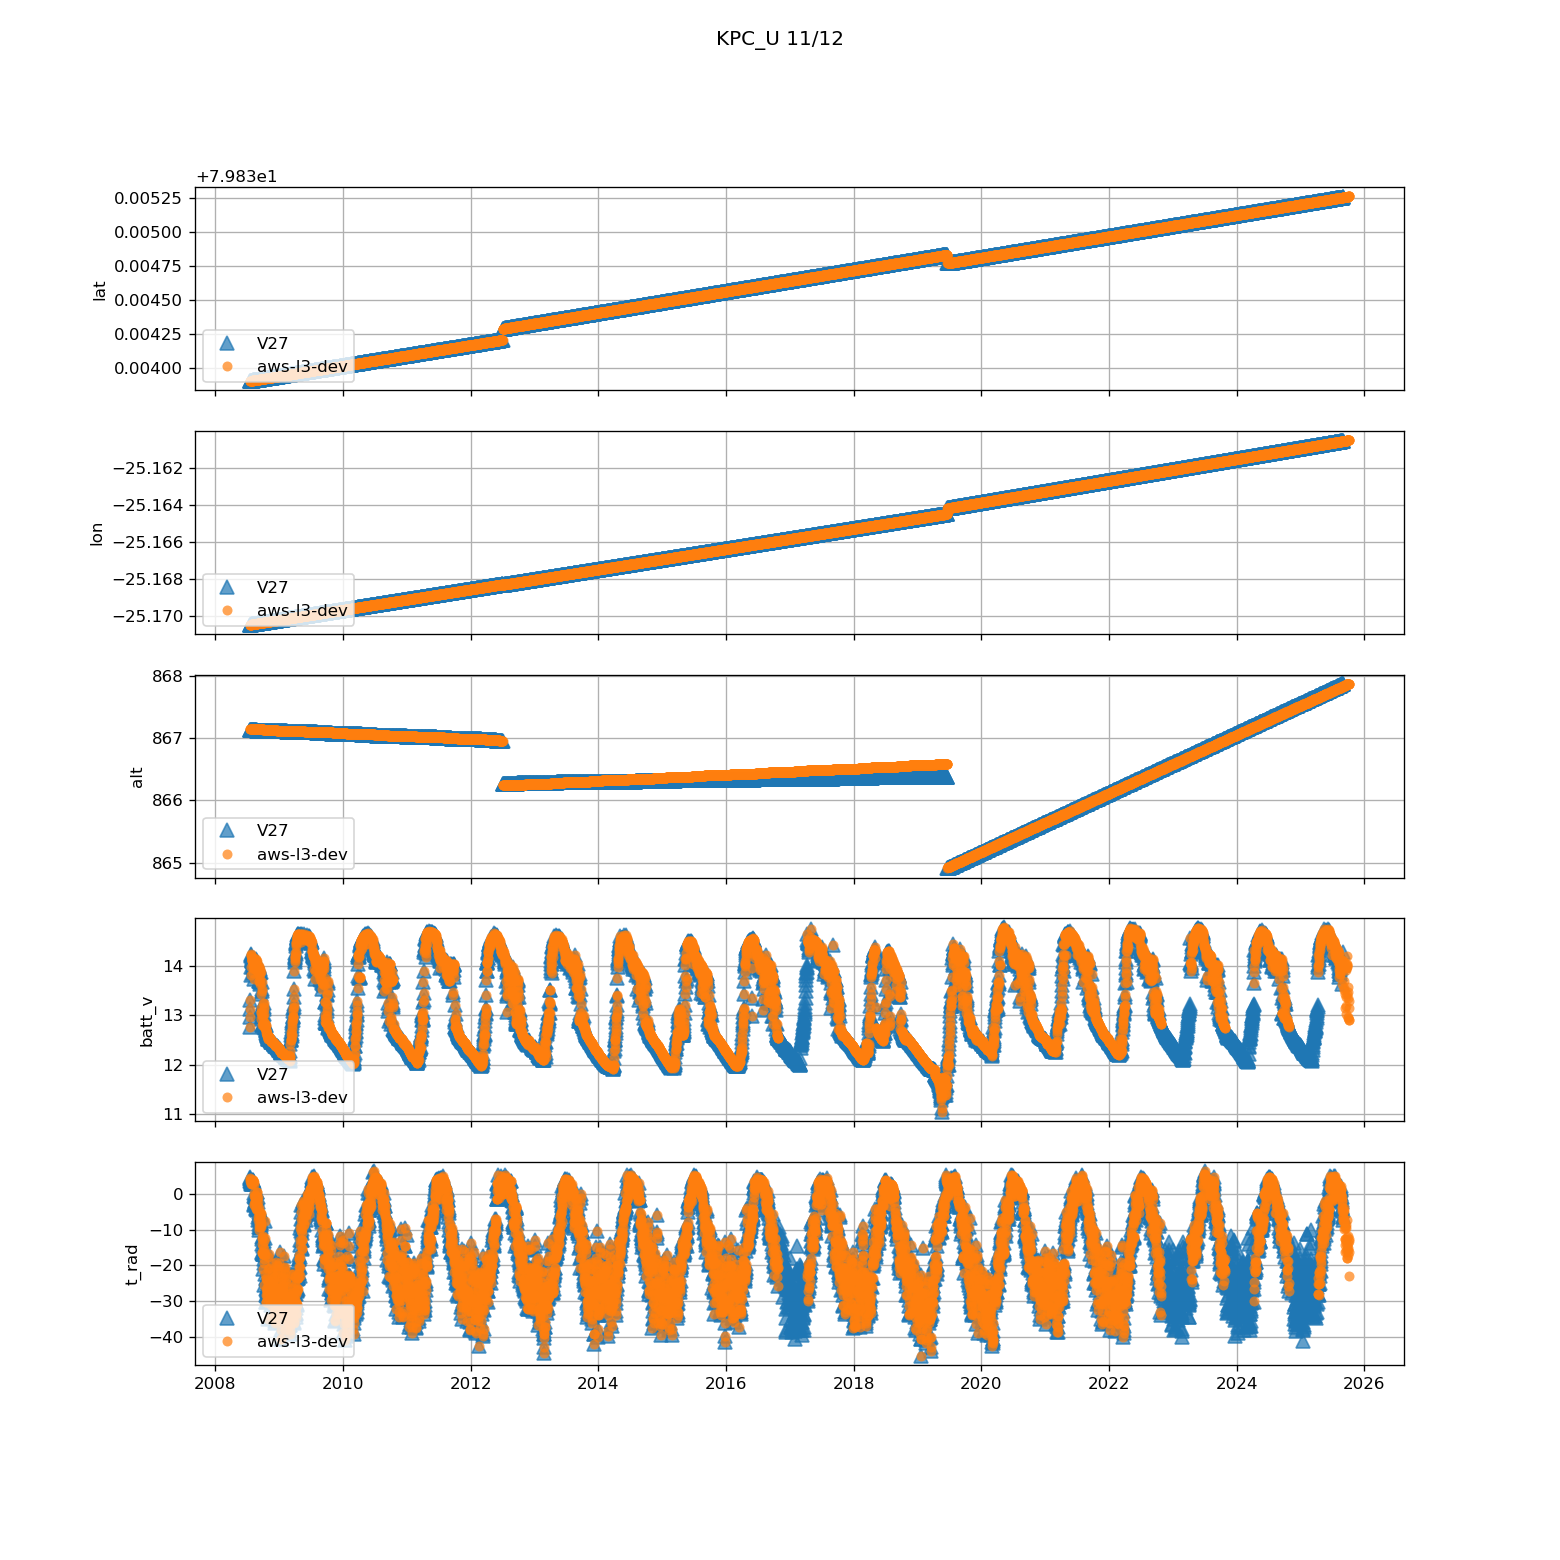 KPC_U 11/12
+7.983e1
0.00525
0.00500
0.00475
0.00450
0.00425
0.00400
lat
V27
aws-l3-dev
−25.162
−25.164
−25.166
−25.168
−25.170
lon
V27
aws-l3-dev
868
867
866
865
alt
V27
aws-l3-dev
14
13
12
11
batt_v
V27
aws-l3-dev
0
−10
−20
−30
−40
t_rad
V27
aws-l3-dev
2008 2010 2012 2014 2016 2018 2020 2022 2024 2026